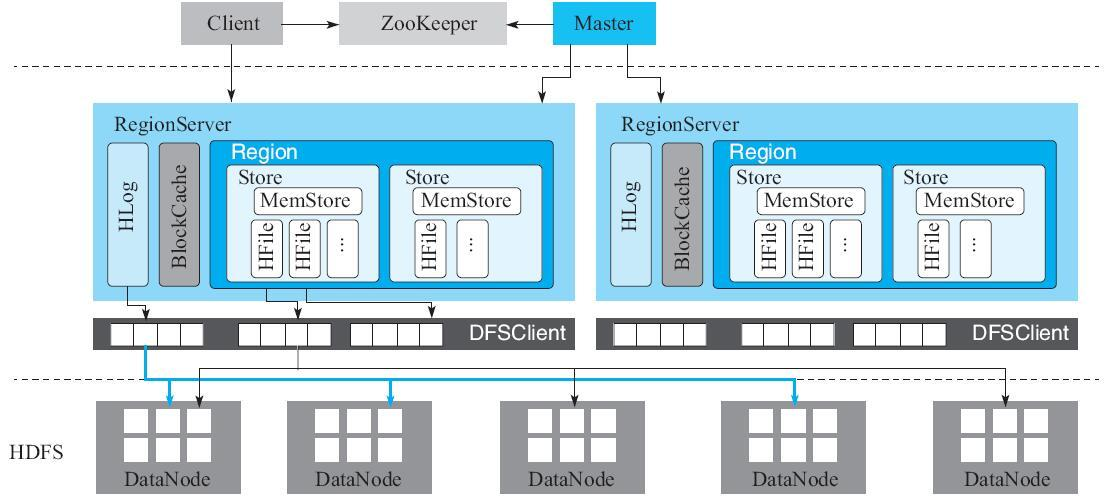 Client
ZooKeeper
Master
RegionServer
HLog
BlockCache
Region
Store
MemStore
HFile
HFile
...
Store
MemStore
HFile
...
RegionServer
HLog
BlockCache
Region
Store
MemStore
HFile
HFile
...
Store
MemStore
HFile
...
DFSClient
DFSClient
HDFS
DataNode
DataNode
DataNode
DataNode
DataNode